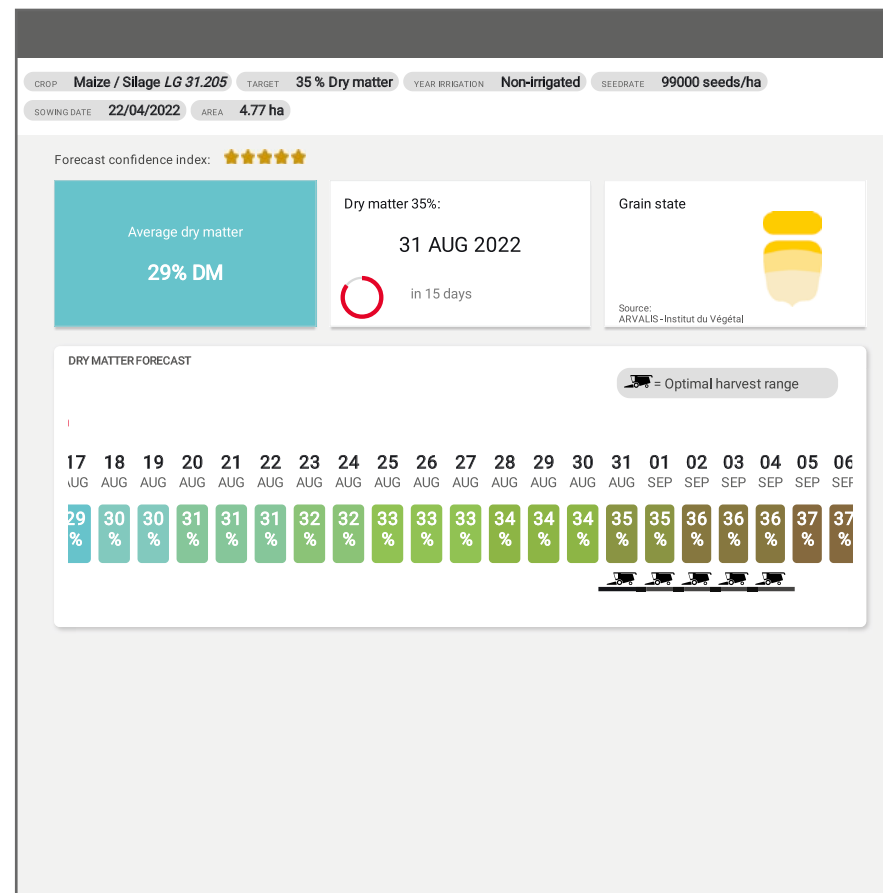 CROP Maize / Silage LG 31.205 TARGET 35 % Dry matter YEAR IRRIGATION Non-irrigated SEEDRATE 99000 seeds/ha
SOWING DATE 22/04/2022 AREA 4.77 ha
Forecast confidence index:
Average dry matter
29% DM
Dry matter 35%:
31 AUG 2022
in 15 days
Grain state
Source:
ARVALIS-Institut du Végétal
DRY MATTER FORECAST
= Optimal harvest range
17 18 19 20 21 22 23 24 25 26 27 28 29 30 31 01 02 03 04 05 06
AUG AUG AUG AUG AUG AUG AUG AUG AUG AUG AUG AUG AUG AUG AUG SEP SEP SEP SEP SEP SEP
29 30 30 31 31 31 32 32 33 33 33 34 34 34 35 35 36 36 36 37 37
% % % % % % % % % % % % % % % % % % % % %